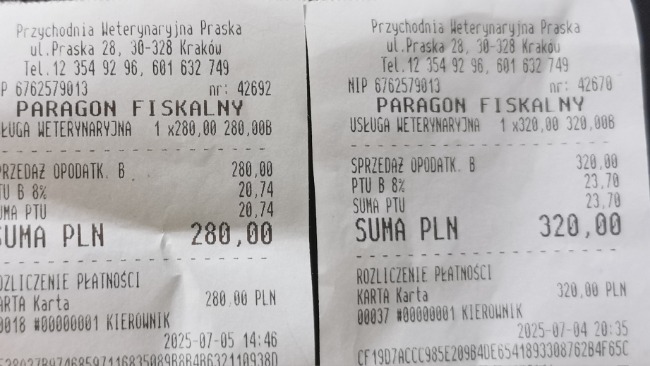 Przychodnia Weterynaryjna Praska
ul.Praska 28, 30-328 Kraków
Tel.12 354 92 96, 601 632 749
NIP 6762579013 nr: 42692
PARAGON FISKALNY
USŁUGA WETERYNARYJNA 1 x280,00 280,00B
SPRZEDAŻ OPODATK. B 280,00
PTU B 8% 20,74
SUMA PTU 20,74
SUMA PLN 280,00
ROZLICZENIE PŁATNOŚCI
KARTA Karta 280,00 PLN
0018 #00000001 KIEROWNIK
2025-07-05 14:46
Przychodnia Weterynaryjna Praska
ul.Praska 28, 30-328 Kraków
Tel.12 354 92 96, 601 632 749
NIP 6762579013 nr: 42670
PARAGON FISKALNY
USŁUGA WETERYNARYJNA 1 x320,00 320,00B
SPRZEDAŻ OPODATK. B 320,00
PTU B 8% 23,70
SUMA PTU 23,70
SUMA PLN 320,00
ROZLICZENIE PŁATNOŚCI
KARTA Karta 320,00 PLN
00037 #00000001 KIEROWNIK
2025-07-04 20:35
CF19D7ACCC985E209B4DE6541893308762B4F65C